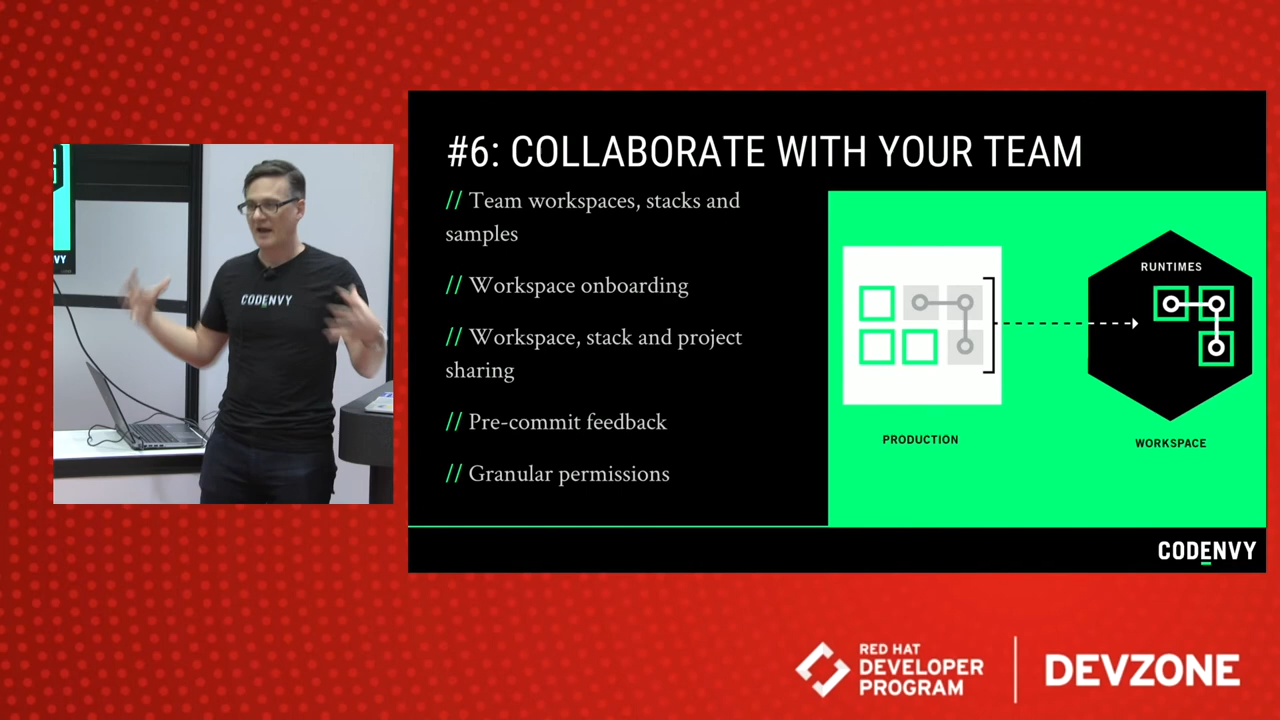 #6: COLLABORATE WITH YOUR TEAM
// Team workspaces, stacks and
samples
// Workspace onboarding
// Workspace, stack and project
sharing
// Pre-commit feedback
// Granular permissions
RUNTIMES
PRODUCTION
WORKSPACE
CODENVY
VY
CODENVY
RED HAT
DEVELOPER
PROGRAM
DEVZONE